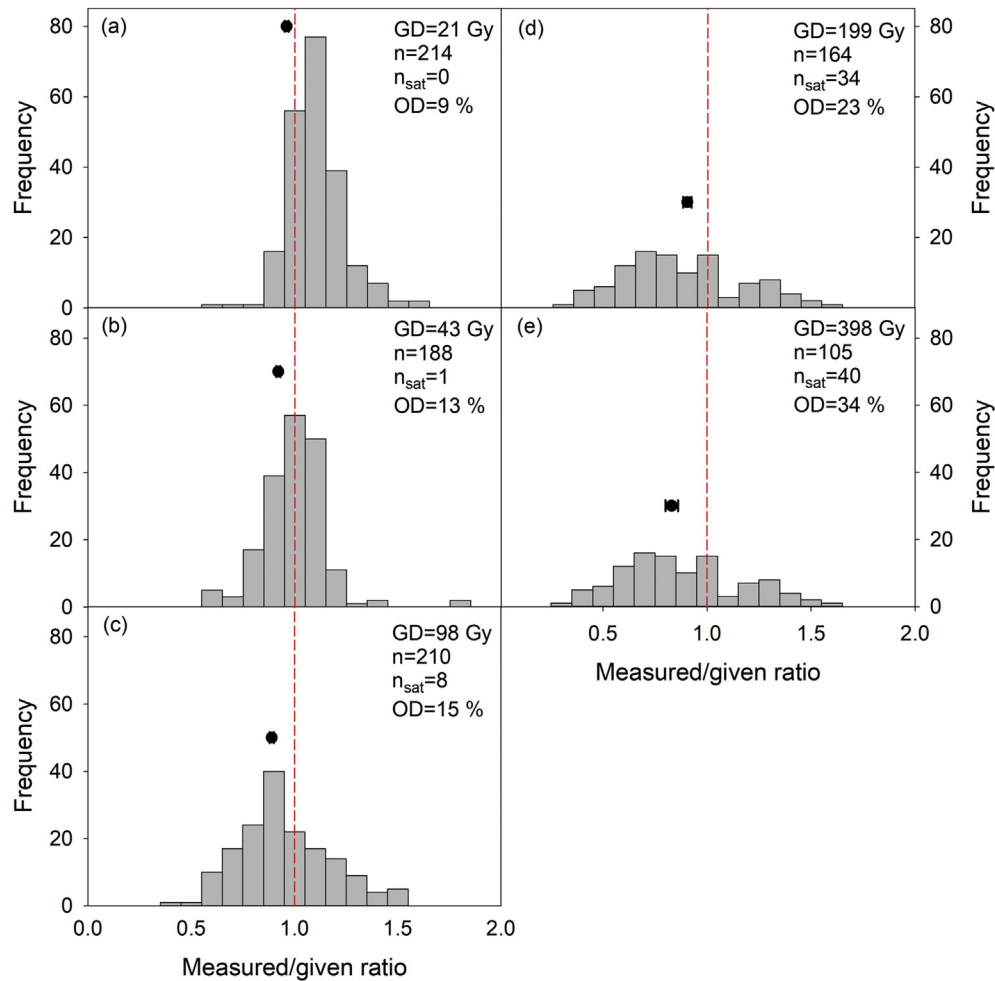 (a)
GD=21 Gy
n=214
nsat=0
OD=9 %
80
60
40
20
0
Frequency
(b)
GD=43 Gy
n=188
nsat=1
OD=13 %
80
60
40
20
0
Frequency
(c)
GD=98 Gy
n=210
nsat=8
OD=15 %
80
60
40
20
0
Frequency
0.0 0.5 1.0 1.5 2.0
Measured/given ratio
(d)
GD=199 Gy
n=164
nsat=34
OD=23 %
80
60
40
20
0
Frequency
(e)
GD=398 Gy
n=105
nsat=40
OD=34 %
80
60
40
20
0
Frequency
0.5 1.0 1.5 2.0
Measured/given ratio